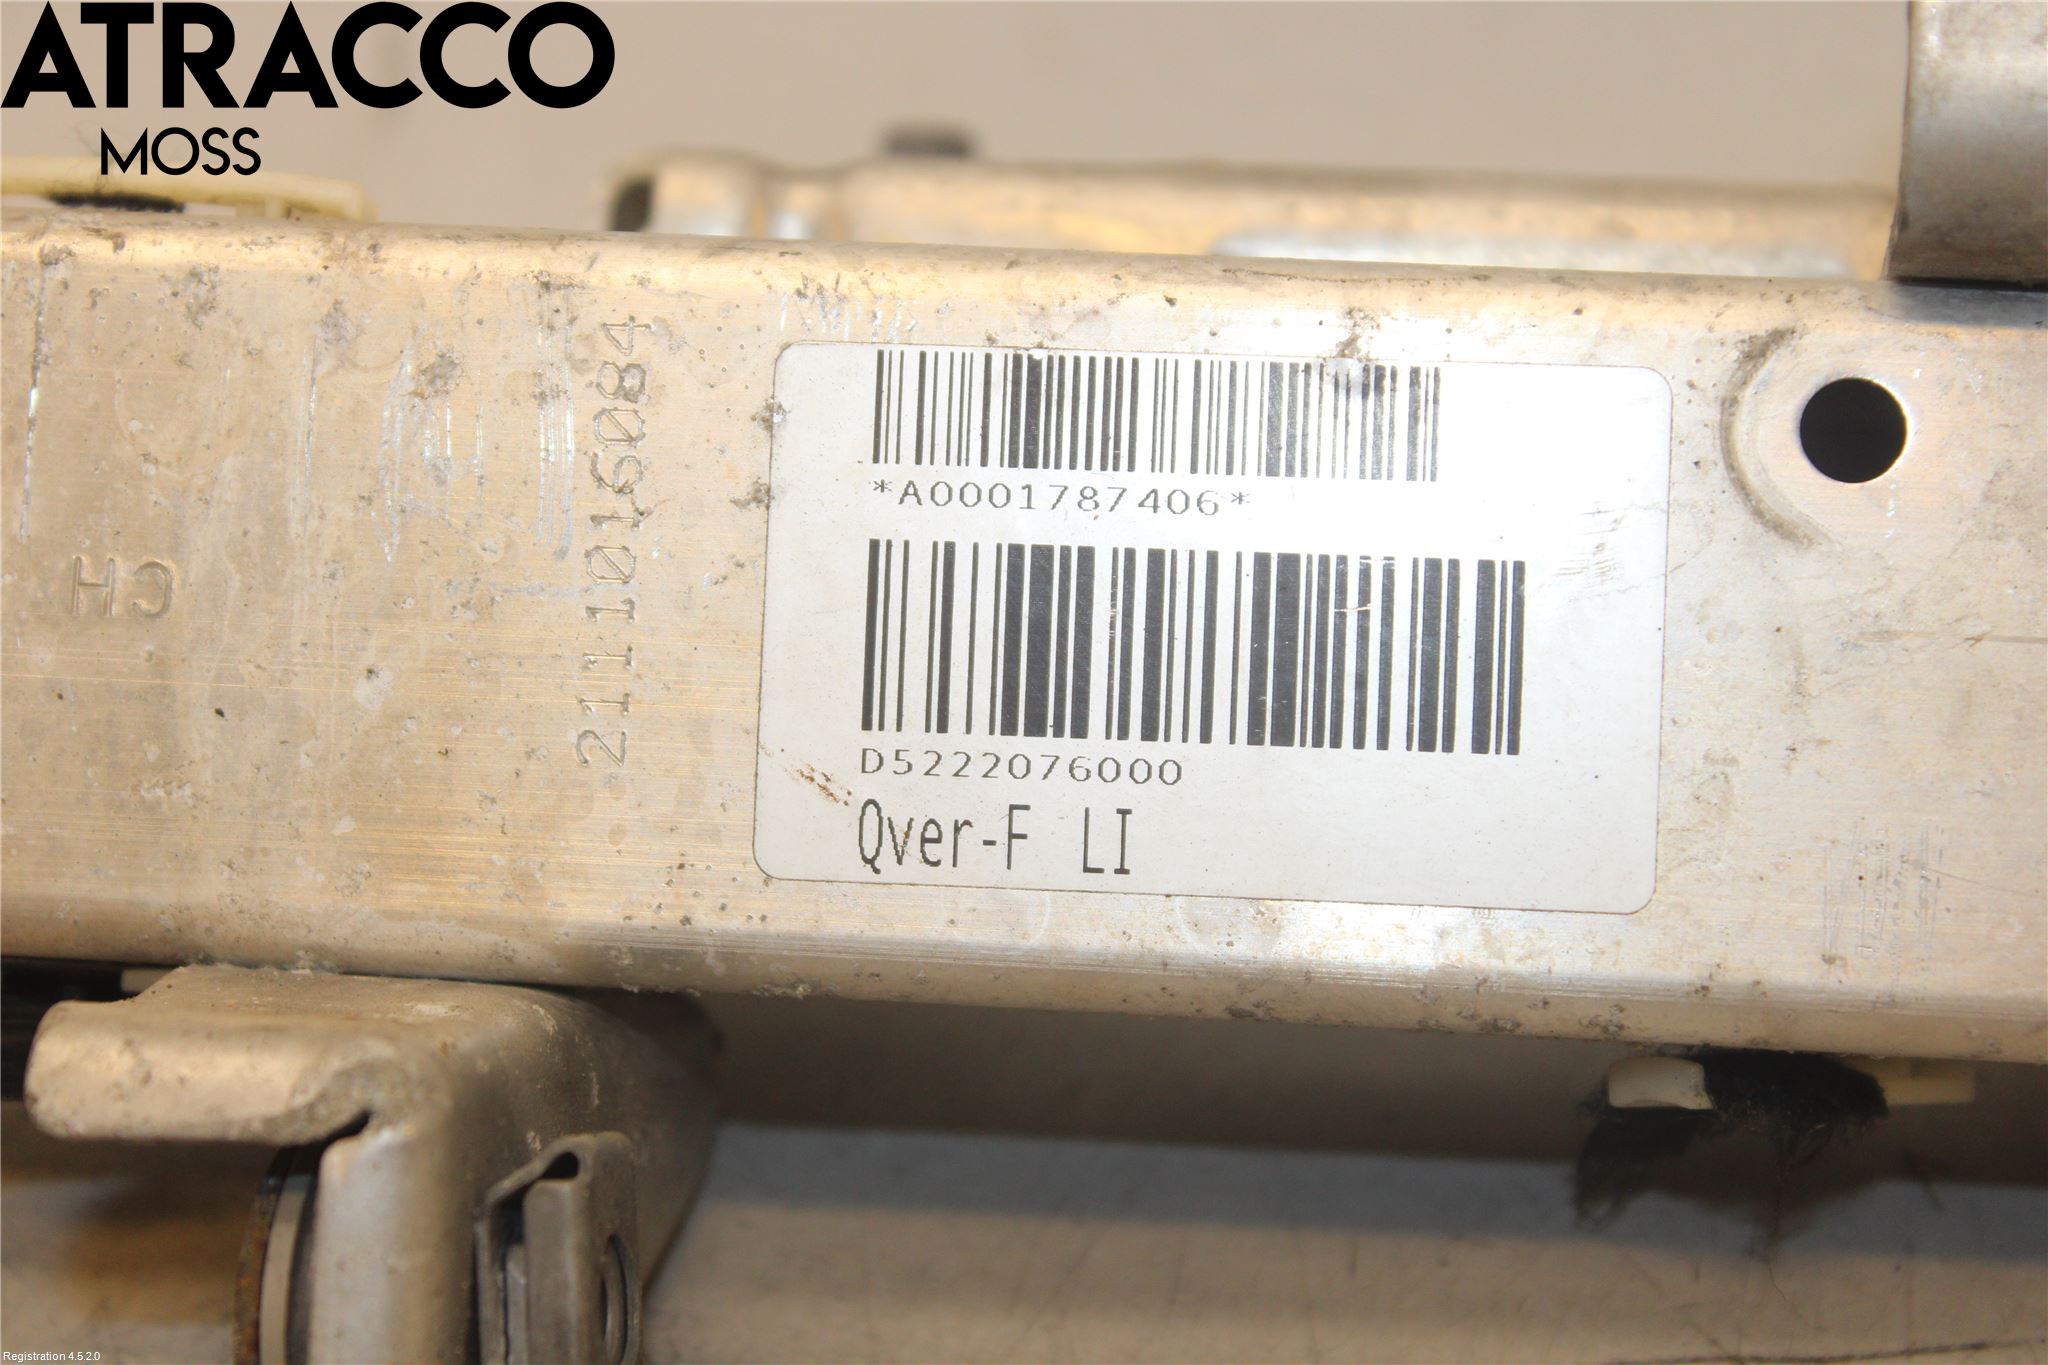 ATRACCO
MOSS
2111016084
CH
*A0001787406*
D5222076000
Qver-F LI
Registration 4.5.2.0